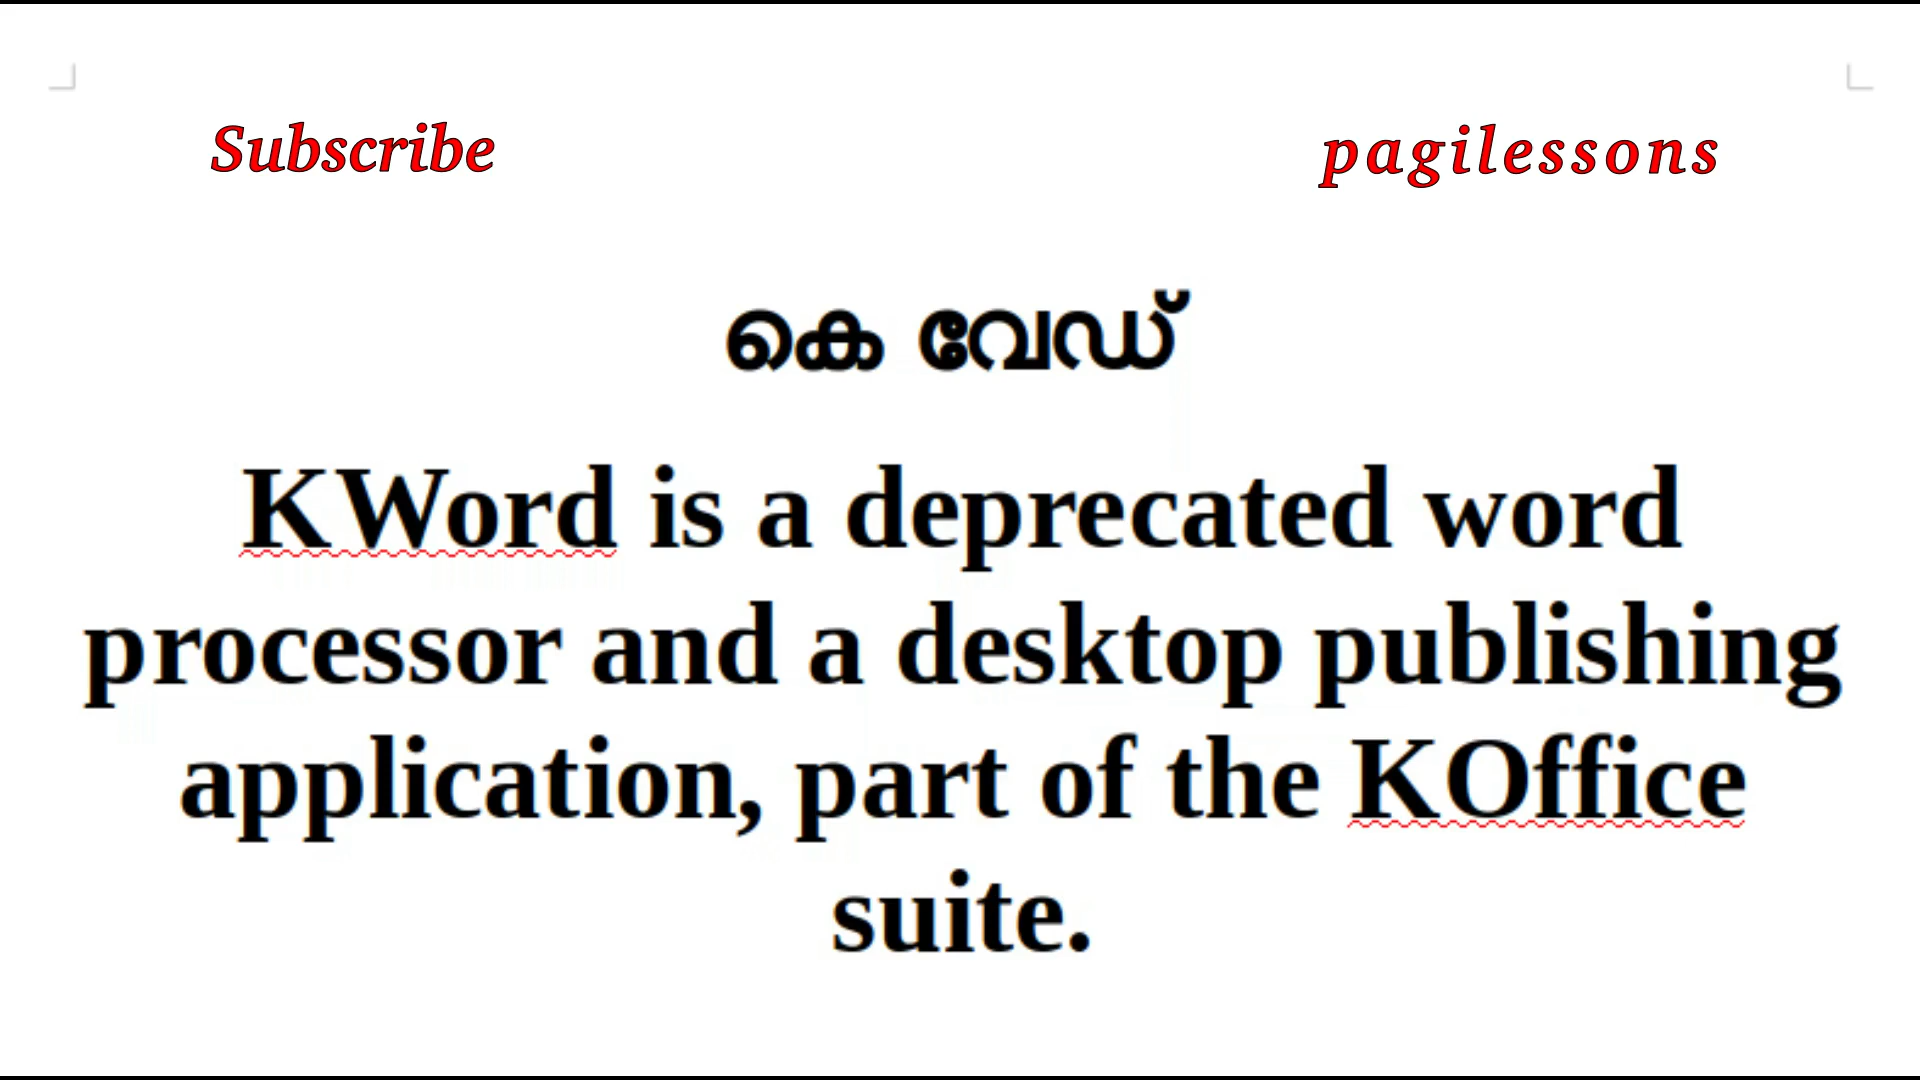 Subscribe pagilessons
കെ വേഡ്
KWord is a deprecated word
processor and a desktop publishing
application, part of the KOffice
suite.